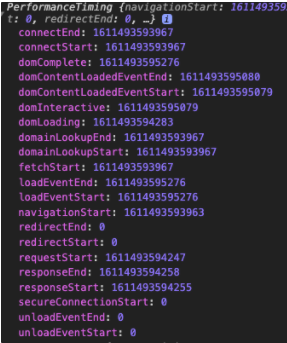 PerformanceTiming {navigationStart: 16114935
t: 0, redirectEnd: 0, …} i
connectEnd: 1611493593967
connectStart: 1611493593967
domComplete: 1611493595276
domContentLoadedEventEnd: 1611493595080
domContentLoadedEventStart: 1611493595079
domInteractive: 1611493595079
domLoading: 1611493594283
domainLookupEnd: 1611493593967
domainLookupStart: 1611493593967
fetchStart: 1611493593967
loadEventEnd: 1611493595276
loadEventStart: 1611493595276
navigationStart: 1611493593963
redirectEnd: 0
redirectStart: 0
requestStart: 1611493594247
responseEnd: 1611493594258
responseStart: 1611493594255
secureConnectionStart: 0
unloadEventEnd: 0
unloadEventStart: 0